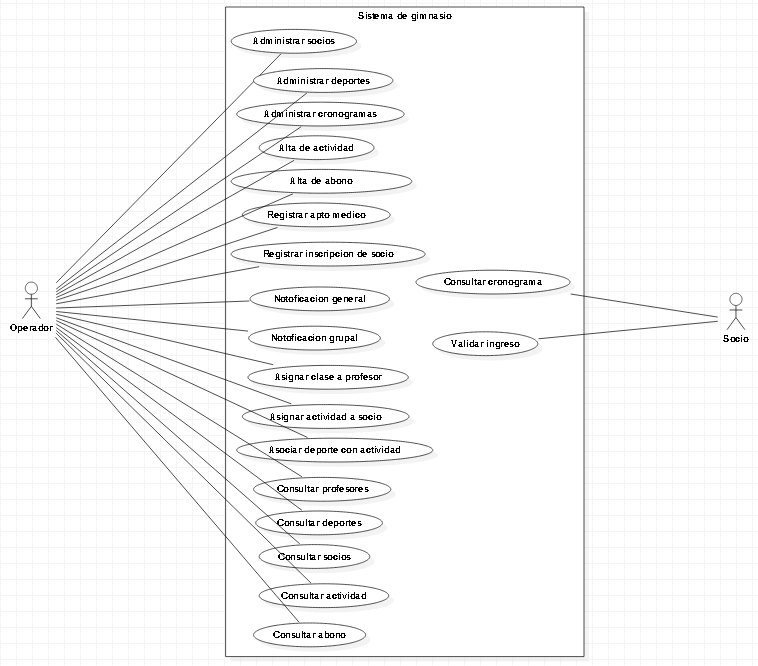 Sistema de gimnasio
Administrar socios
Administrar deportes
Administrar cronogramas
Alta de actividad
Alta de abono
Registrar apto medico
Registrar inscripcion de socio
Consultar cronograma
Notoficacion general
Operador
Socio
Notoficacion grupal
Validar ingreso
Asignar clase a profesor
Asignar actividad a socio
Asociar deporte con actividad
Consultar profesores
Consultar deportes
Consultar socios
Consultar actividad
Consultar abono